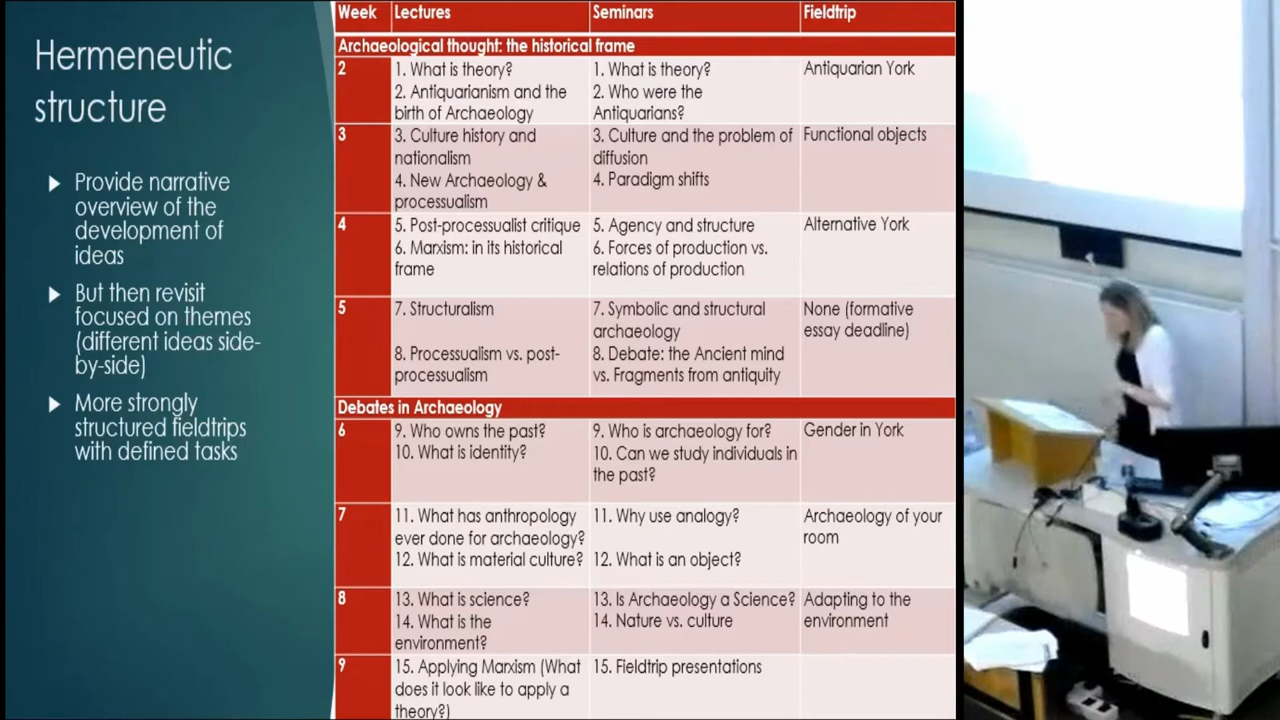 Hermeneutic
structure
Provide narrative
overview of the
development of
ideas
But then revisit
focused on themes
(different ideas side-
by-side)
More strongly
structured fieldtrips
with defined tasks
Week Lectures Seminars Fieldtrip
Archaeological thought: the historical frame
2 1. What is theory? 1. What is theory? Antiquarian York
2. Antiquarianism and the 2. Who were the
birth of Archaeology Antiquarians?
3 3. Culture history and 3. Culture and the problem of Functional objects
nationalism diffusion
4. New Archaeology & 4. Paradigm shifts
processualism
4 5. Post-processualist critique 5. Agency and structure Alternative York
6. Marxism: in its historical 6. Forces of production vs.
frame relations of production
5 7. Structuralism 7. Symbolic and structural None (formative
archaeology essay deadline)
8. Processualism vs. post- 8. Debate: the Ancient mind
processualism vs. Fragments from antiquity
Debates in Archaeology
6 9. Who owns the past? 9. Who is archaeology for? Gender in York
10. What is identity? 10. Can we study individuals in
the past?
7 11. What has anthropology 11. Why use analogy? Archaeology of your
ever done for archaeology? room
12. What is material culture? 12. What is an object?
8 13. What is science? 13. Is Archaeology a Science? Adapting to the
14. What is the 14. Nature vs. culture environment
environment?
9 15. Applying Marxism (What 15. Fieldtrip presentations
does it look like to apply a
theory?)